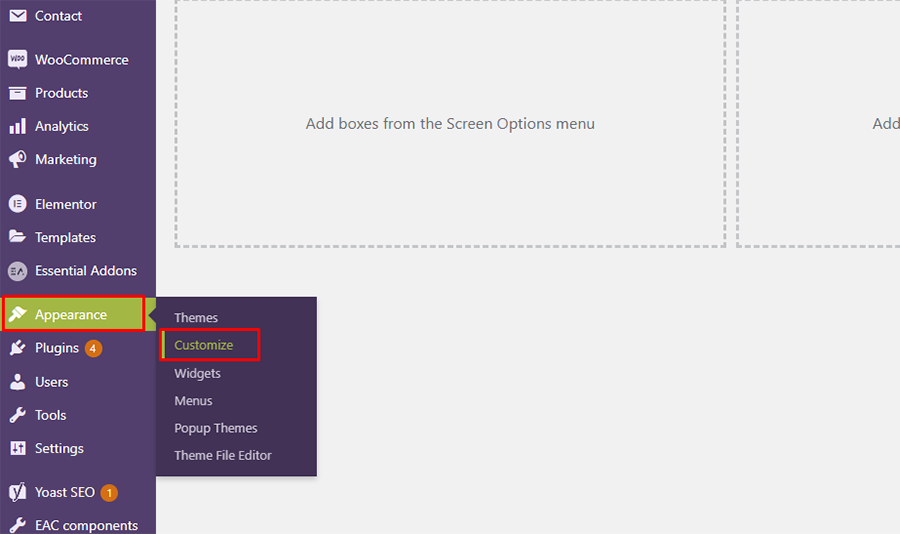 Contact
WooCommerce
Products
Analytics
Marketing
Elementor
Templates
Essential Addons
Appearance
Plugins 4
Users
Tools
Settings
Yoast SEO 1
EAC components
Themes
Customize
Widgets
Menus
Popup Themes
Theme File Editor
Add boxes from the Screen Options menu
Add